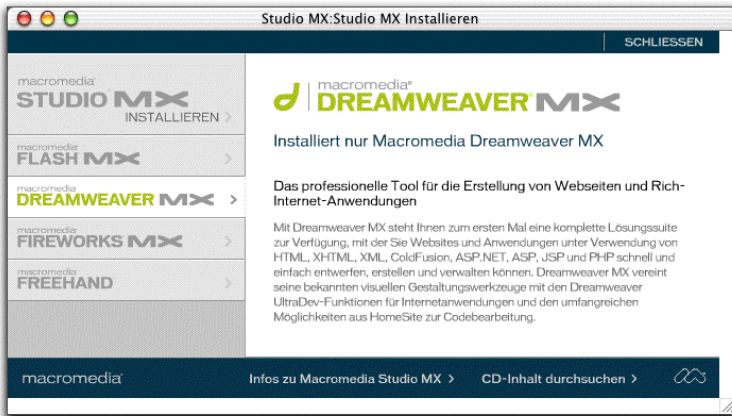 Studio MX:Studio MX Installieren
SCHLIESSEN
macromedia
STUDIO MX
INSTALLIEREN >
macromedia
FLASH MX >
macromedia
DREAMWEAVER MX >
macromedia
FIREWORKS MX >
macromedia
FREEHAND >
macromedia®
DREAMWEAVER® MX
Installiert nur Macromedia Dreamweaver MX
Das professionelle Tool für die Erstellung von Webseiten und Rich-
Internet-Anwendungen
Mit Dreamweaver MX steht Ihnen zum ersten Mal eine komplette Lösungssuite
zur Verfügung, mit der Sie Websites und Anwendungen unter Verwendung von
HTML, XHTML, XML, ColdFusion, ASP.NET, ASP, JSP und PHP schnell und
einfach entwerfen, erstellen und verwalten können. Dreamweaver MX vereint
seine bekannten visuellen Gestaltungswerkzeuge mit den Dreamweaver
UltraDev-Funktionen für Internetanwendungen und den umfangreichen
Möglichkeiten aus HomeSite zur Codebearbeitung.
macromedia
Infos zu Macromedia Studio MX >
CD-Inhalt durchsuchen >